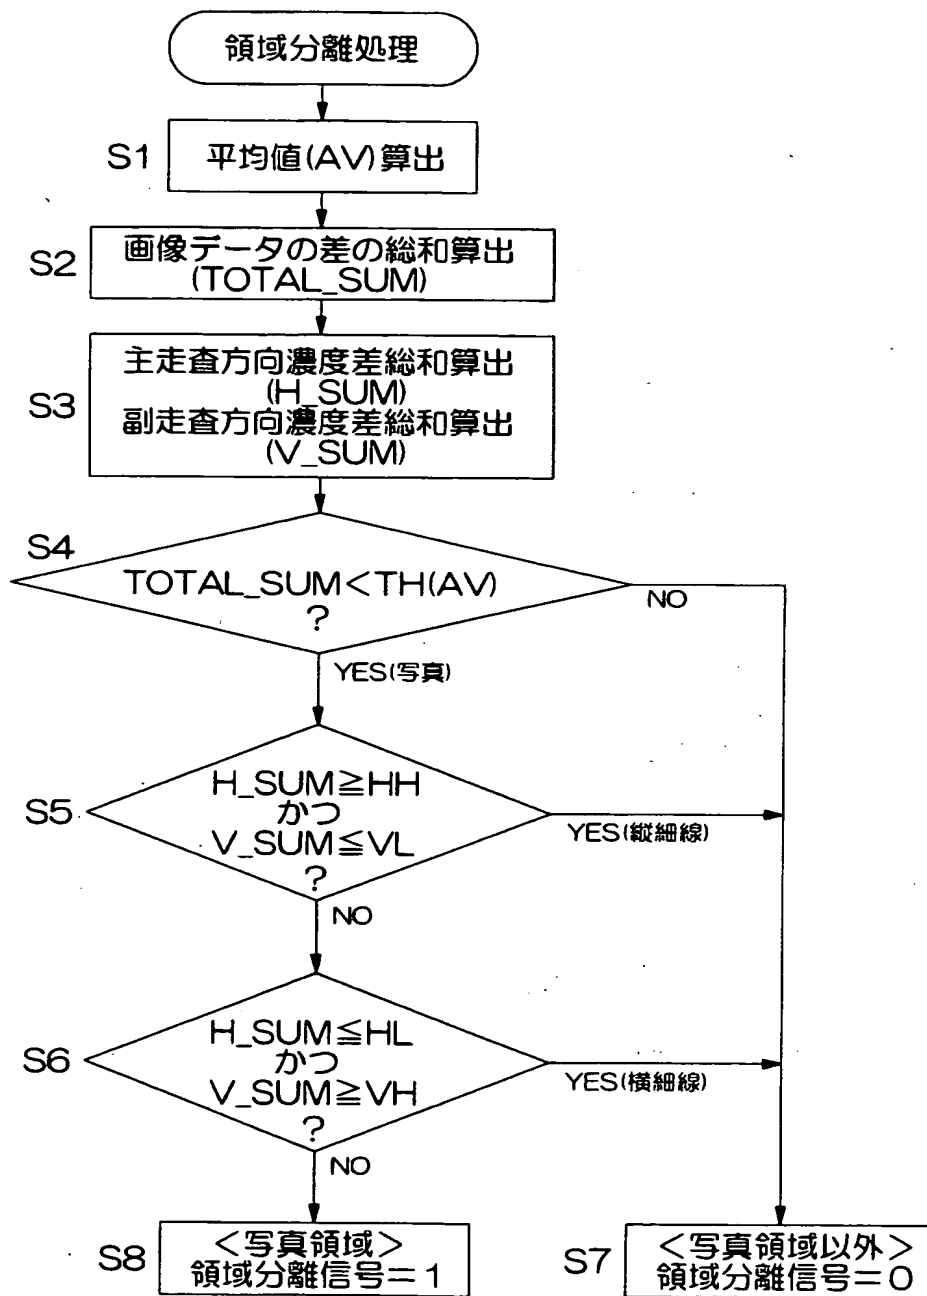 領域分離処理
S1
平均値(AV)算出
S2
画像データの差の総和算出
(TOTAL_SUM)
S3
主走査方向濃度差総和算出
(H_SUM)
副走査方向濃度差総和算出
(V_SUM)
S4
TOTAL_SUM<TH(AV)
?
NO
YES(写真)
S5
H_SUM≧HH
かつ
V_SUM≦VL
?
YES(縦細線)
NO
S6
H_SUM≦HL
かつ
V_SUM≧VH
?
YES(横細線)
NO
S8
<写真領域>
領域分離信号=1
S7
<写真領域以外>
領域分離信号=0